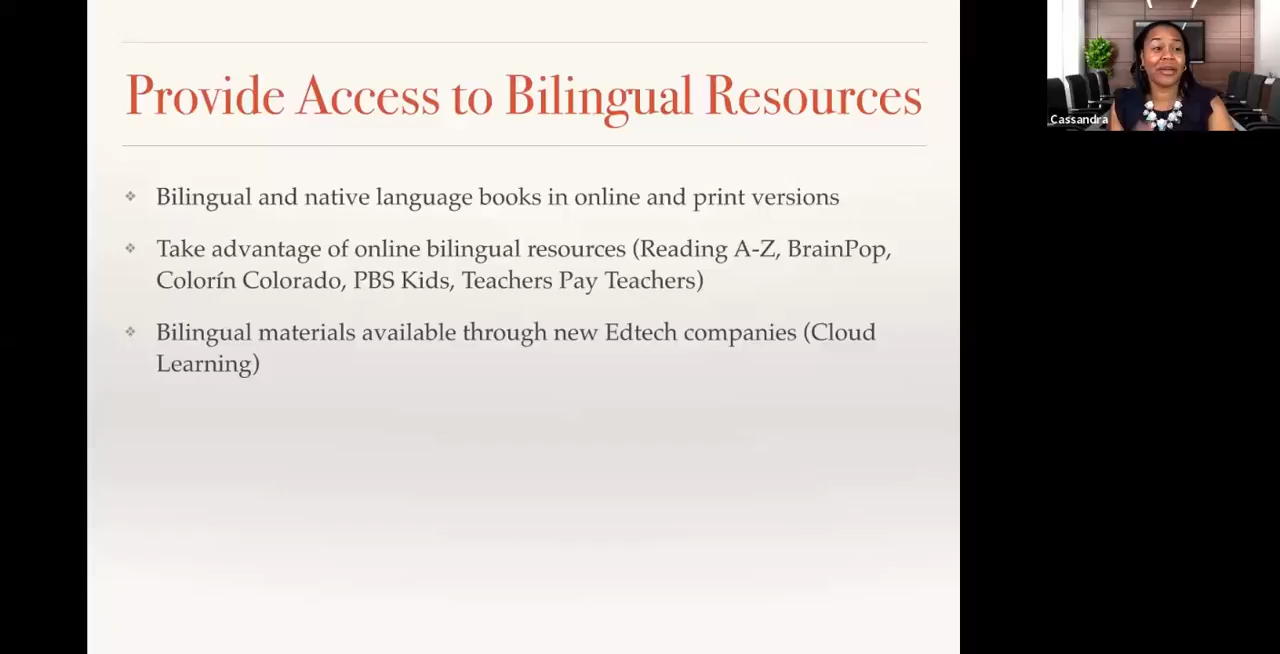 Provide Access to Bilingual Resources
Bilingual and native language books in online and print versions
Take advantage of online bilingual resources (Reading A-Z, BrainPop,
Colorín Colorado, PBS Kids, Teachers Pay Teachers)
Bilingual materials available through new Edtech companies (Cloud
Learning)
Cassandra